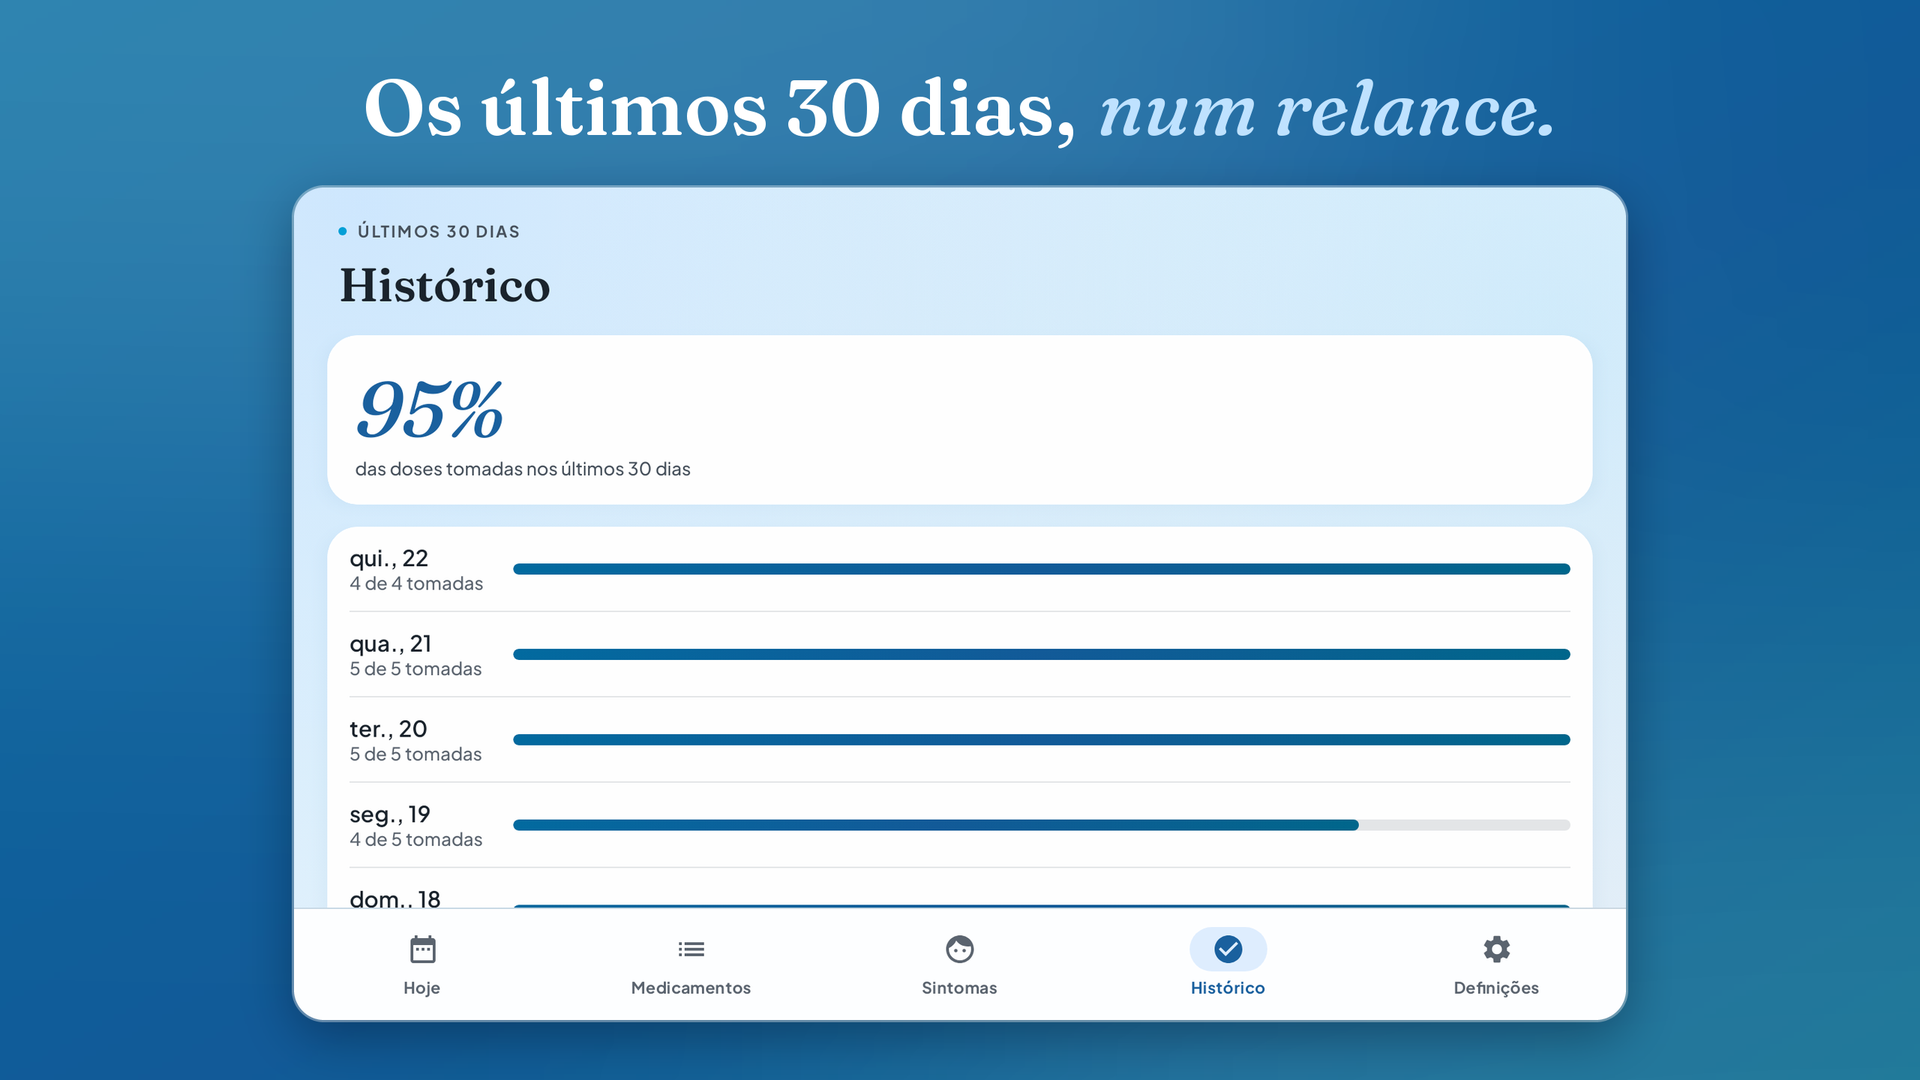 Os últimos 30 dias, num relance.
ÚLTIMOS 30 DIAS
Histórico
95%
das doses tomadas nos últimos 30 dias
qui., 22
4 de 4 tomadas
qua., 21
5 de 5 tomadas
ter., 20
5 de 5 tomadas
seg., 19
4 de 5 tomadas
dom., 18
Hoje
Medicamentos
Sintomas
Histórico
Definições